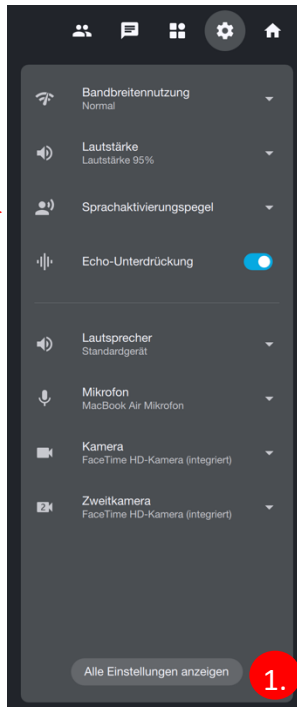 Bandbreitennutzung
Normal
Lautstärke
Lautstärke 95%
Sprachaktivierungspegel
Echo-Unterdrückung
Lautsprecher
Standardgerät
Mikrofon
MacBook Air Mikrofon
Kamera
FaceTime HD-Kamera (integriert)
2
Zweitkamera
FaceTime HD-Kamera (integriert)
Alle Einstellungen anzeigen
1.